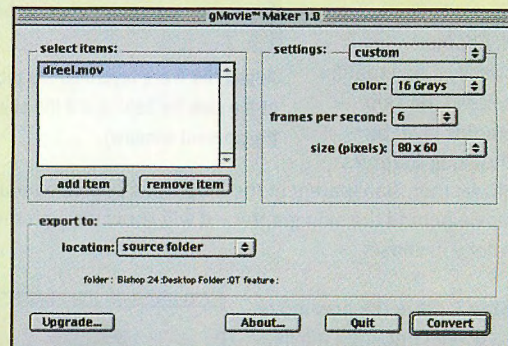 gMovie™ Maker 1.0
select items:
dreel.mov
add item
remove item
settings: custom
color: 16 Grays
frames per second: 6
size (pixels): 80 x 60
export to:
location: source folder
folder: Bishop 24:Desktop Folder:QT feature:
Upgrade...
About...
Quit
Convert